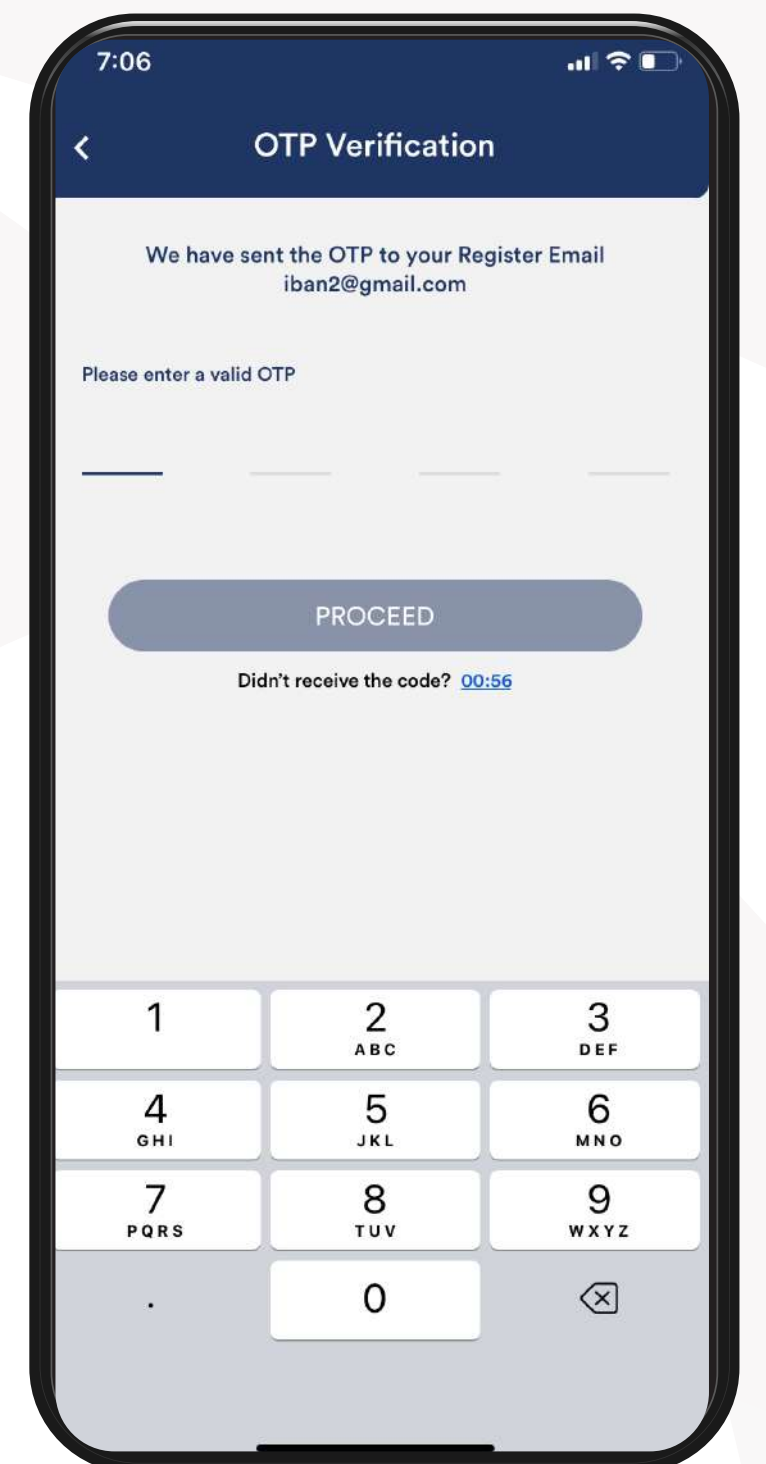 7:06
OTP Verification
We have sent the OTP to your Register Email
iban2@gmail.com
Please enter a valid OTP
PROCEED
Didn't receive the code? 00:56
1 2 3
ABC DEF
4 5 6
GHI JKL MNO
7 8 9
PQRS TUV WXYZ
. 0